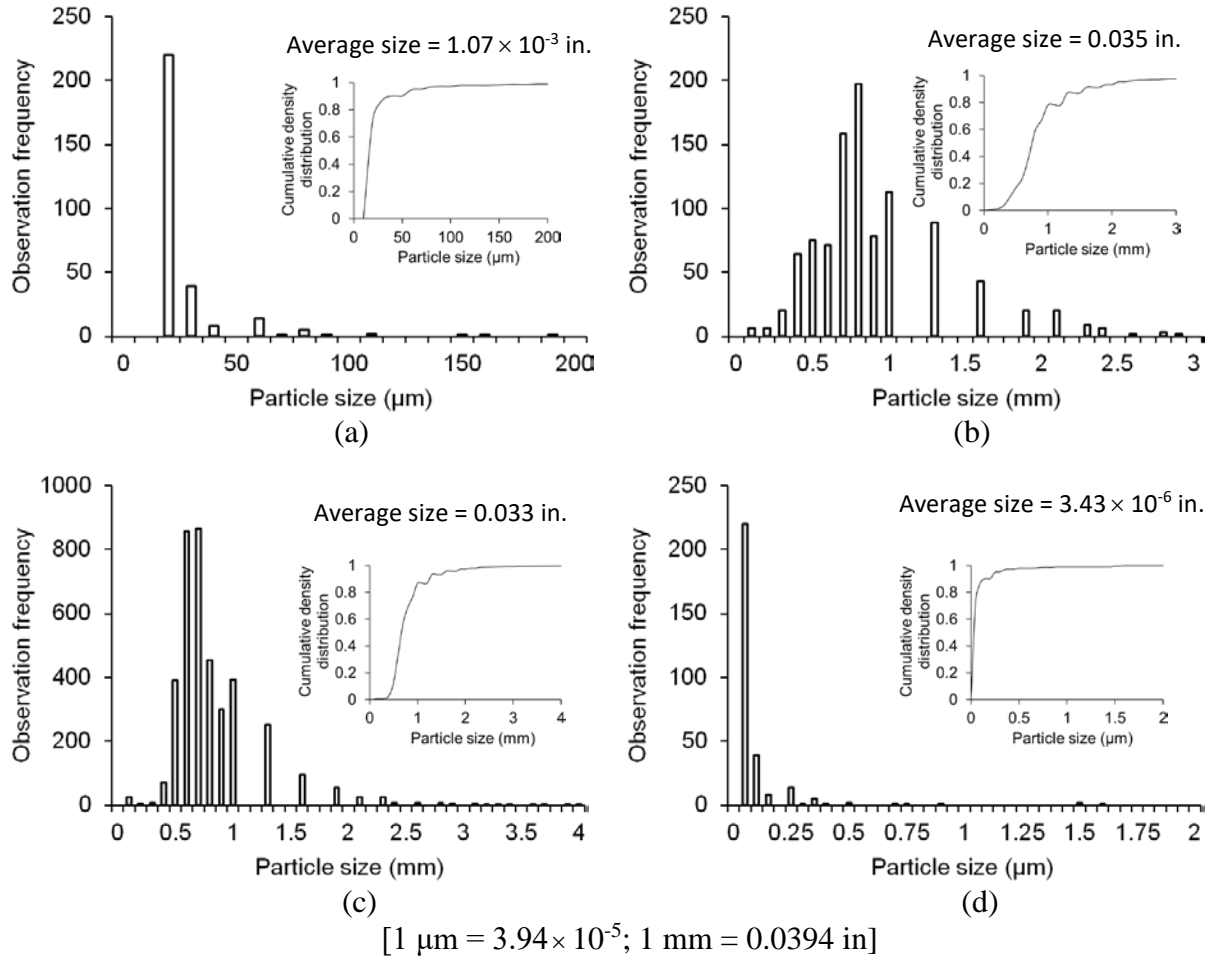 250
200
150
100
50
0
Observation frequency
Average size = 1.07 × 10-3 in.
1
0.8
0.6
0.4
0.2
0
Cumulative density
distribution
0 50 100 150 200
Particle size (µm)
0 50 100 150 200
Particle size (µm)
(a)
250
200
150
100
50
0
Observation frequency
Average size = 0.035 in.
1
0.8
0.6
0.4
0.2
0
Cumulative density
distribution
0 1 2 3
Particle size (mm)
0.5 1 1.5 2 2.5 3
Particle size (mm)
(b)
1000
800
600
400
200
0
Observation frequency
Average size = 0.033 in.
1
0.8
0.6
0.4
0.2
0
Cumulative density
distribution
0 1 2 3 4
Particle size (mm)
0 0.5 1 1.5 2 2.5 3 3.5 4
Particle size (mm)
(c)
250
200
150
100
50
0
Observation frequency
Average size = 3.43 × 10-6 in.
1
0.8
0.6
0.4
0.2
0
Cumulative density
distribution
0 0.5 1 1.5 2
Particle size (µm)
0 0.25 0.5 0.75 1 1.25 1.5 1.75 2
Particle size (µm)
(d)
[1 µm = 3.94 × 10-5; 1 mm = 0.0394 in]